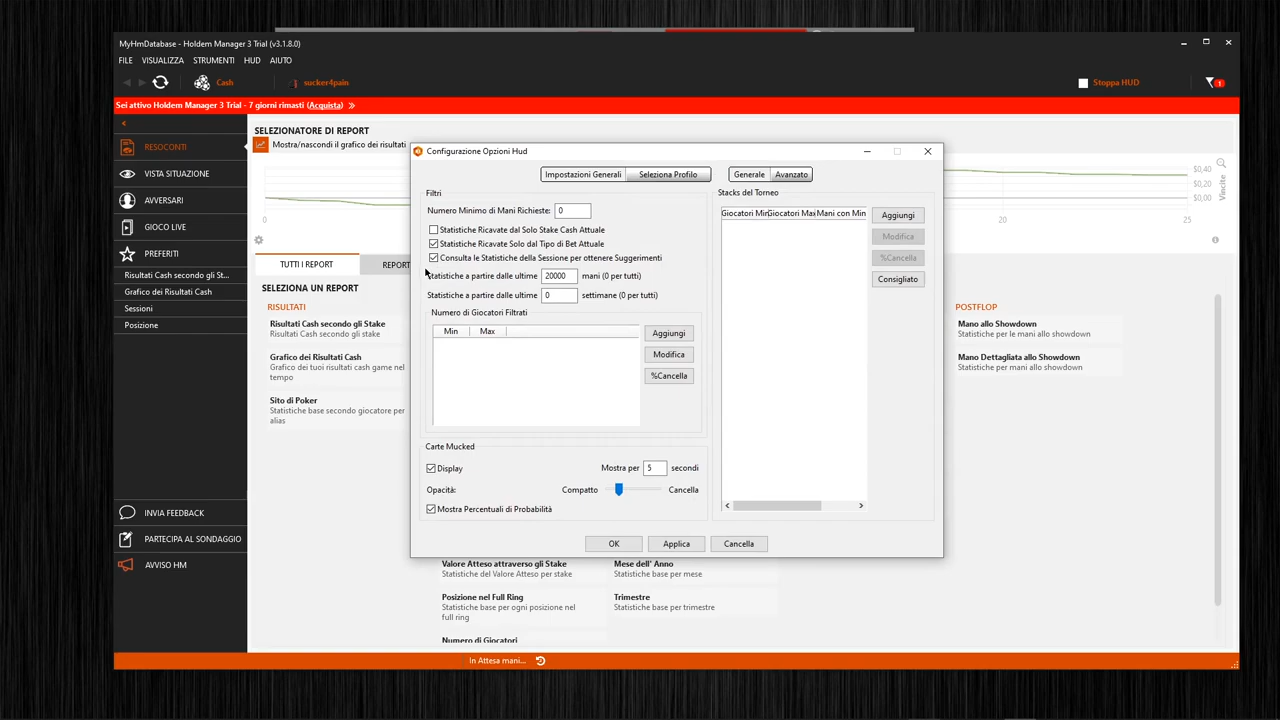 MyHmDatabase - Holdem Manager 3 Trial (v3.1.8.0)
FILE VISUALIZZA STRUMENTI HUD AIUTO
Cash sucker4pain Stoppa HUD 1
Sei attivo Holdem Manager 3 Trial - 7 giorni rimasti (Acquista) »
«
RESOCONTI
VISTA SITUAZIONE
AVVERSARI
GIOCO LIVE
PREFERITI
Risultati Cash secondo gli St...
Grafico dei Risultati Cash
Sessioni
Posizione
INVIA FEEDBACK
PARTECIPA AL SONDAGGIO
AVVISO HM
SELEZIONATORE DI REPORT
Mostra/nascondi il grafico dei risultati
$0,40
$0,20
$0,00
Vincite
0
20
25
TUTTI I REPORT REPORT
SELEZIONA UN REPORT
RISULTATI
Risultati Cash secondo gli Stake
Risultati Cash secondo gli stake
Grafico dei Risultati Cash
Grafico dei tuoi risultati cash game nel
tempo
Sito di Poker
Statistiche base secondo giocatore per
alias
Valore Atteso attraverso gli Stake
Statistiche del Valore Atteso per stake
Posizione nel Full Ring
Statistiche base per ogni posizione nel
full ring
Numero di Giocatori
Mese dell' Anno
Statistiche base per mese
Trimestre
Statistiche base per trimestre
POSTFLOP
Mano allo Showdown
Statistiche per le mani allo showdown
Mano Dettagliata allo Showdown
Statistiche per mani allo showdown
Configurazione Opzioni Hud
Impostazioni Generali Seleziona Profilo Generale Avanzato
Filtri
Numero Minimo di Mani Richieste: 0
Statistiche Ricavate dal Solo Stake Cash Attuale
Statistiche Ricavate Solo dal Tipo di Bet Attuale
Consulta le Statistiche della Sessione per ottenere Suggerimenti
Statistiche a partire dalle ultime 20000 mani (0 per tutti)
Statistiche a partire dalle ultime 0 settimane (0 per tutti)
Numero di Giocatori Filtrati
Min Max
Aggiungi
Modifica
%Cancella
Carte Mucked
Display Mostra per 5 secondi
Opacità: Compatto Cancella
Mostra Percentuali di Probabilità
Stacks del Torneo
Giocatori Min Giocatori Max Mani con Min
Aggiungi
Modifica
%Cancella
Consigliato
OK Applica Cancella
In Attesa mani...